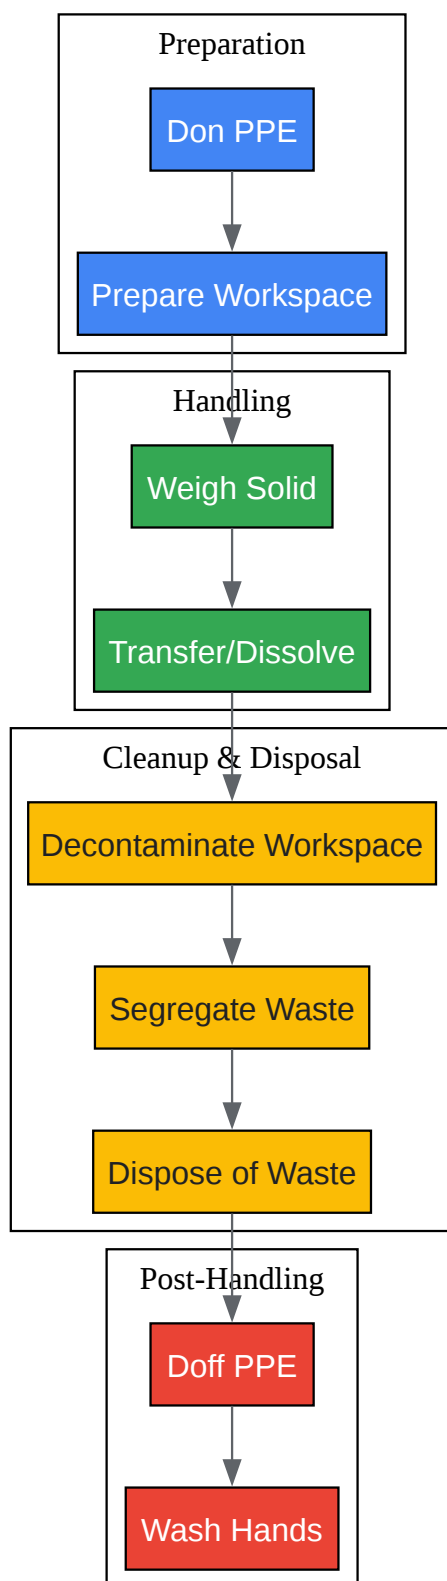 Preparation
Don PPE
Prepare Workspace
Handling
Weigh Solid
Transfer/Dissolve
Cleanup & Disposal
Decontaminate Workspace
Segregate Waste
Dispose of Waste
Post-Handling
Doff PPE
Wash Hands